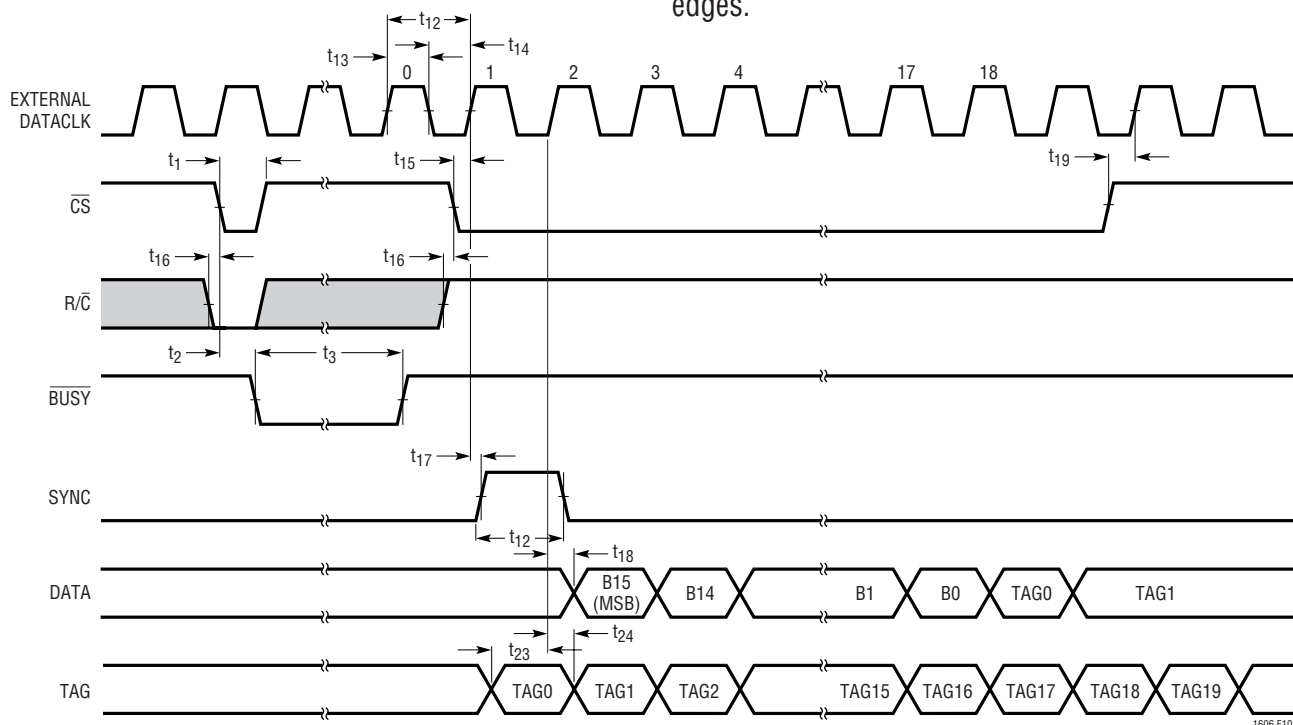 edges.
t12
t13
t14
0 1 2 3 4 17 18
EXTERNAL
DATACLK
t1
t15
t19
CS
t16
t16
R/C
t2
t3
BUSY
t17
SYNC
t12
t18
DATA
B15
(MSB)
B14
B1
B0
TAG0
TAG1
t24
t23
TAG
TAG0
TAG1
TAG2
TAG15
TAG16
TAG17
TAG18
TAG19
1606 F10